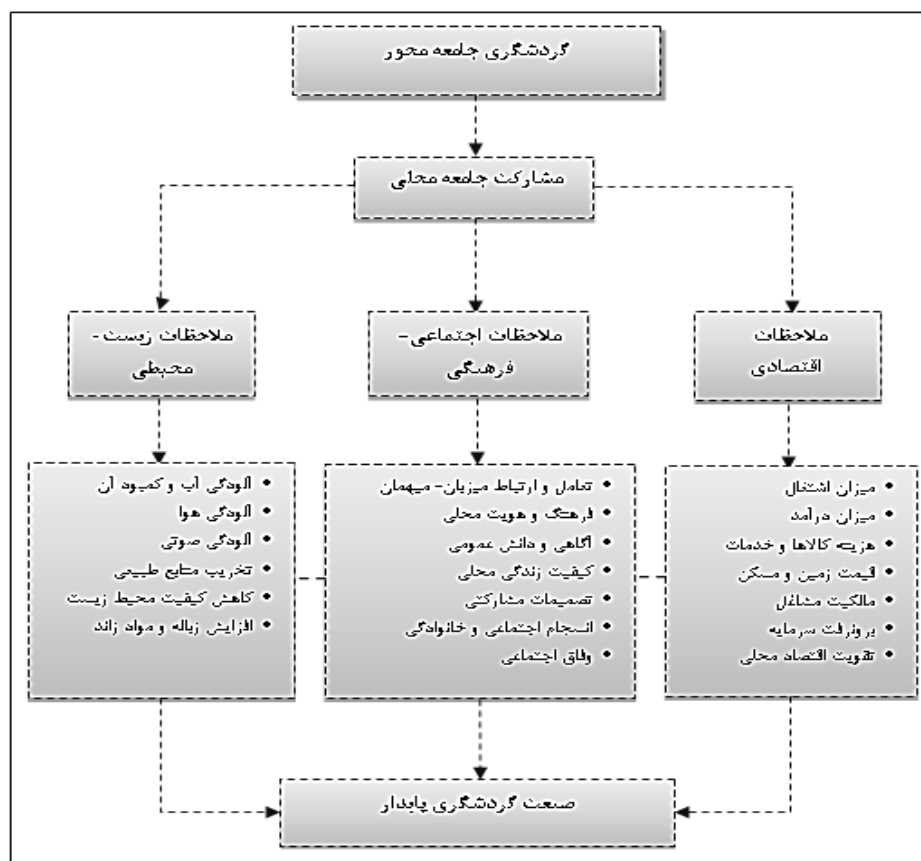 گردشگری جامعه محور
مشارکت جامعه محلی
ملاحظات
اقتصادی
ملاحظات اجتماعی-
فرهنگی
ملاحظات زیست-
محیطی
• میزان اشتغال
• میزان درآمد
• هزینه کالاها و خدمات
• قیمت زمین و مسکن
• مالکیت مشاغل
• برونرفت سرمایه
• تقویت اقتصاد محلی
• تعامل و ارتباط میزبان- میهمان
• فرهنگ و هویت محلی
• آگاهی و دانش عمومی
• کیفیت زندگی محلی
• تصمیمات مشارکتی
• انسجام اجتماعی و خانوادگی
• وفاق اجتماعی
• آلودگی آب و کمبود آن
• آلودگی هوا
• آلودگی صوتی
• تخریب منابع طبیعی
• کاهش کیفیت محیط زیست
• افزایش زباله و مواد زائد
صنعت گردشگری پایدار